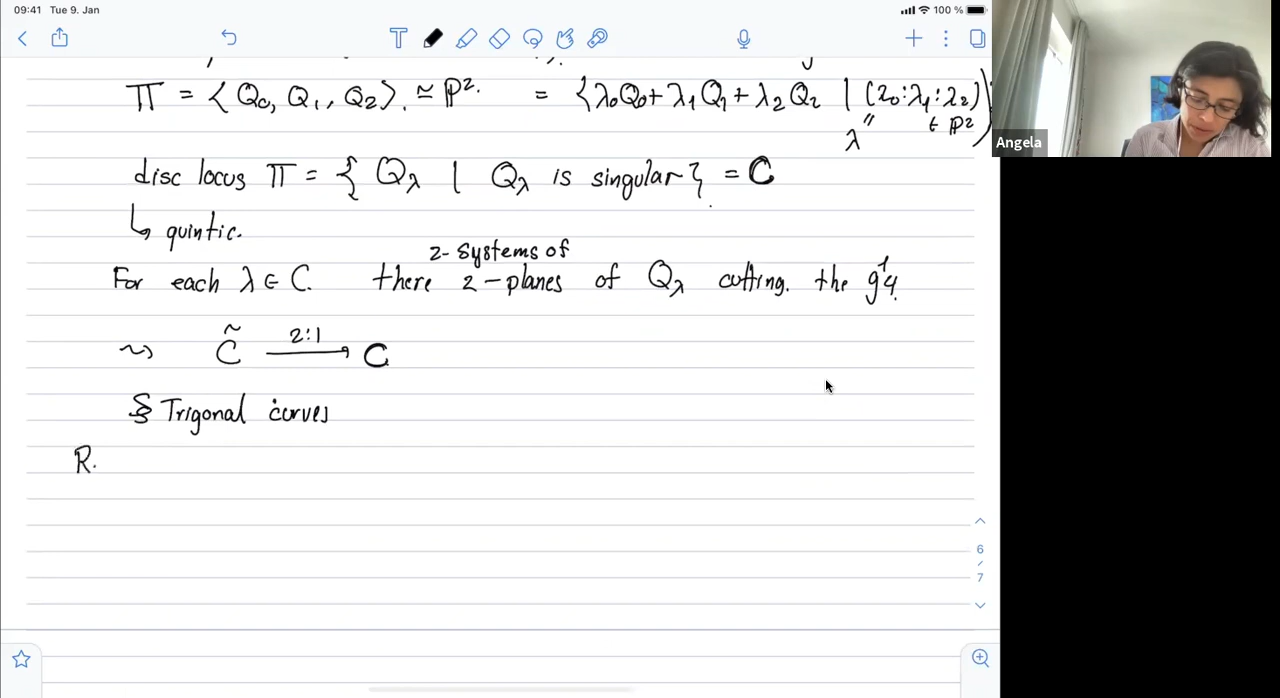 09:41 Tue 9. Jan 100 %
Π = ⟨ Q₀, Q₁, Q₂ ⟩. ≃ ℙ². = { λ₀Q₀ + λ₁Q₁ + λ₂Q₂ | (λ₀:λ₁:λ₂)
λ " ∈ ℙ² }
Angela
disc locus Π = { Q_λ | Q_λ is singular } = C
↳ quintic.
2- systems of
For each λ ∈ C. there 2-planes of Q_λ cutting. the g¹₄.
⇝ C̃ —2:1→ C
§ Trigonal curves
R.
6
7